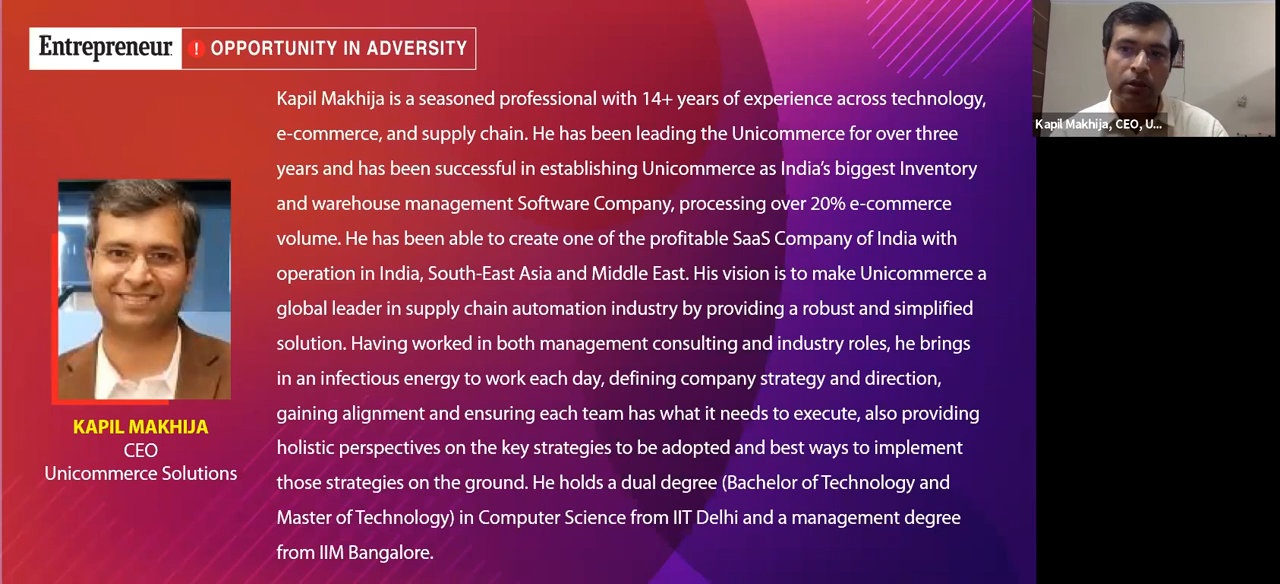 Entrepreneur
! OPPORTUNITY IN ADVERSITY
Kapil Makhija is a seasoned professional with 14+ years of experience across technology,
e-commerce, and supply chain. He has been leading the Unicommerce for over three
years and has been successful in establishing Unicommerce as India's biggest Inventory
and warehouse management Software Company, processing over 20% e-commerce
volume. He has been able to create one of the profitable SaaS Company of India with
operation in India, South-East Asia and Middle East. His vision is to make Unicommerce a
global leader in supply chain automation industry by providing a robust and simplified
solution. Having worked in both management consulting and industry roles, he brings
in an infectious energy to work each day, defining company strategy and direction,
gaining alignment and ensuring each team has what it needs to execute, also providing
holistic perspectives on the key strategies to be adopted and best ways to implement
those strategies on the ground. He holds a dual degree (Bachelor of Technology and
Master of Technology) in Computer Science from IIT Delhi and a management degree
from IIM Bangalore.
KAPIL MAKHIJA
CEO
Unicommerce Solutions
Kapil Makhija, CEO, U...